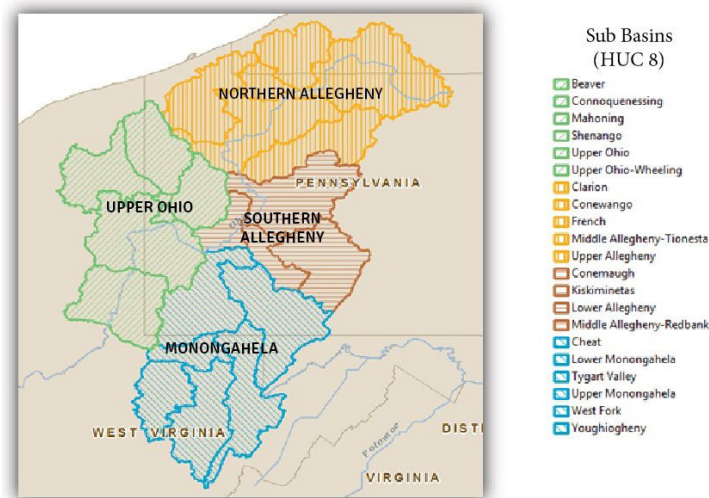 Sub Basins
(HUC 8)
NORTHERN ALLEGHENY
PENNSYLVANIA
UPPER OHIO
SOUTHERN
ALLEGHENY
MONONGAHELA
WEST VIRGINIA
Potomac
DISTI
VIRGINIA
Beaver
Connoquenessing
Mahoning
Shenango
Upper Ohio
Upper Ohio-Wheeling
Clarion
Conewango
French
Middle Allegheny-Tionesta
Upper Allegheny
Conemaugh
Kiskiminetas
Lower Allegheny
Middle Allegheny-Redbank
Cheat
Lower Monongahela
Tygart Valley
Upper Monongahela
West Fork
Youghiogheny